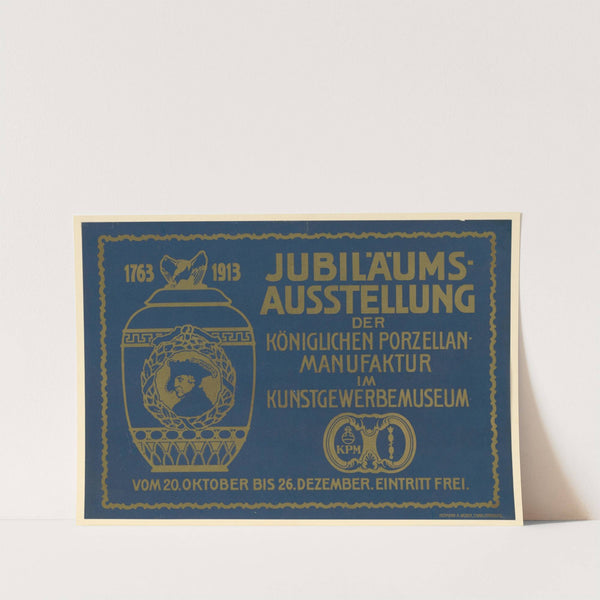 1763 1913
JUBILÄUMS-
AUSSTELLUNG
DER
KÖNIGLICHEN PORZELLAN-
MANUFAKTUR
IM
KUNSTGEWERBEMUSEUM
KPM
VOM 20. OKTOBER BIS 26. DEZEMBER. EINTRITT FREI.